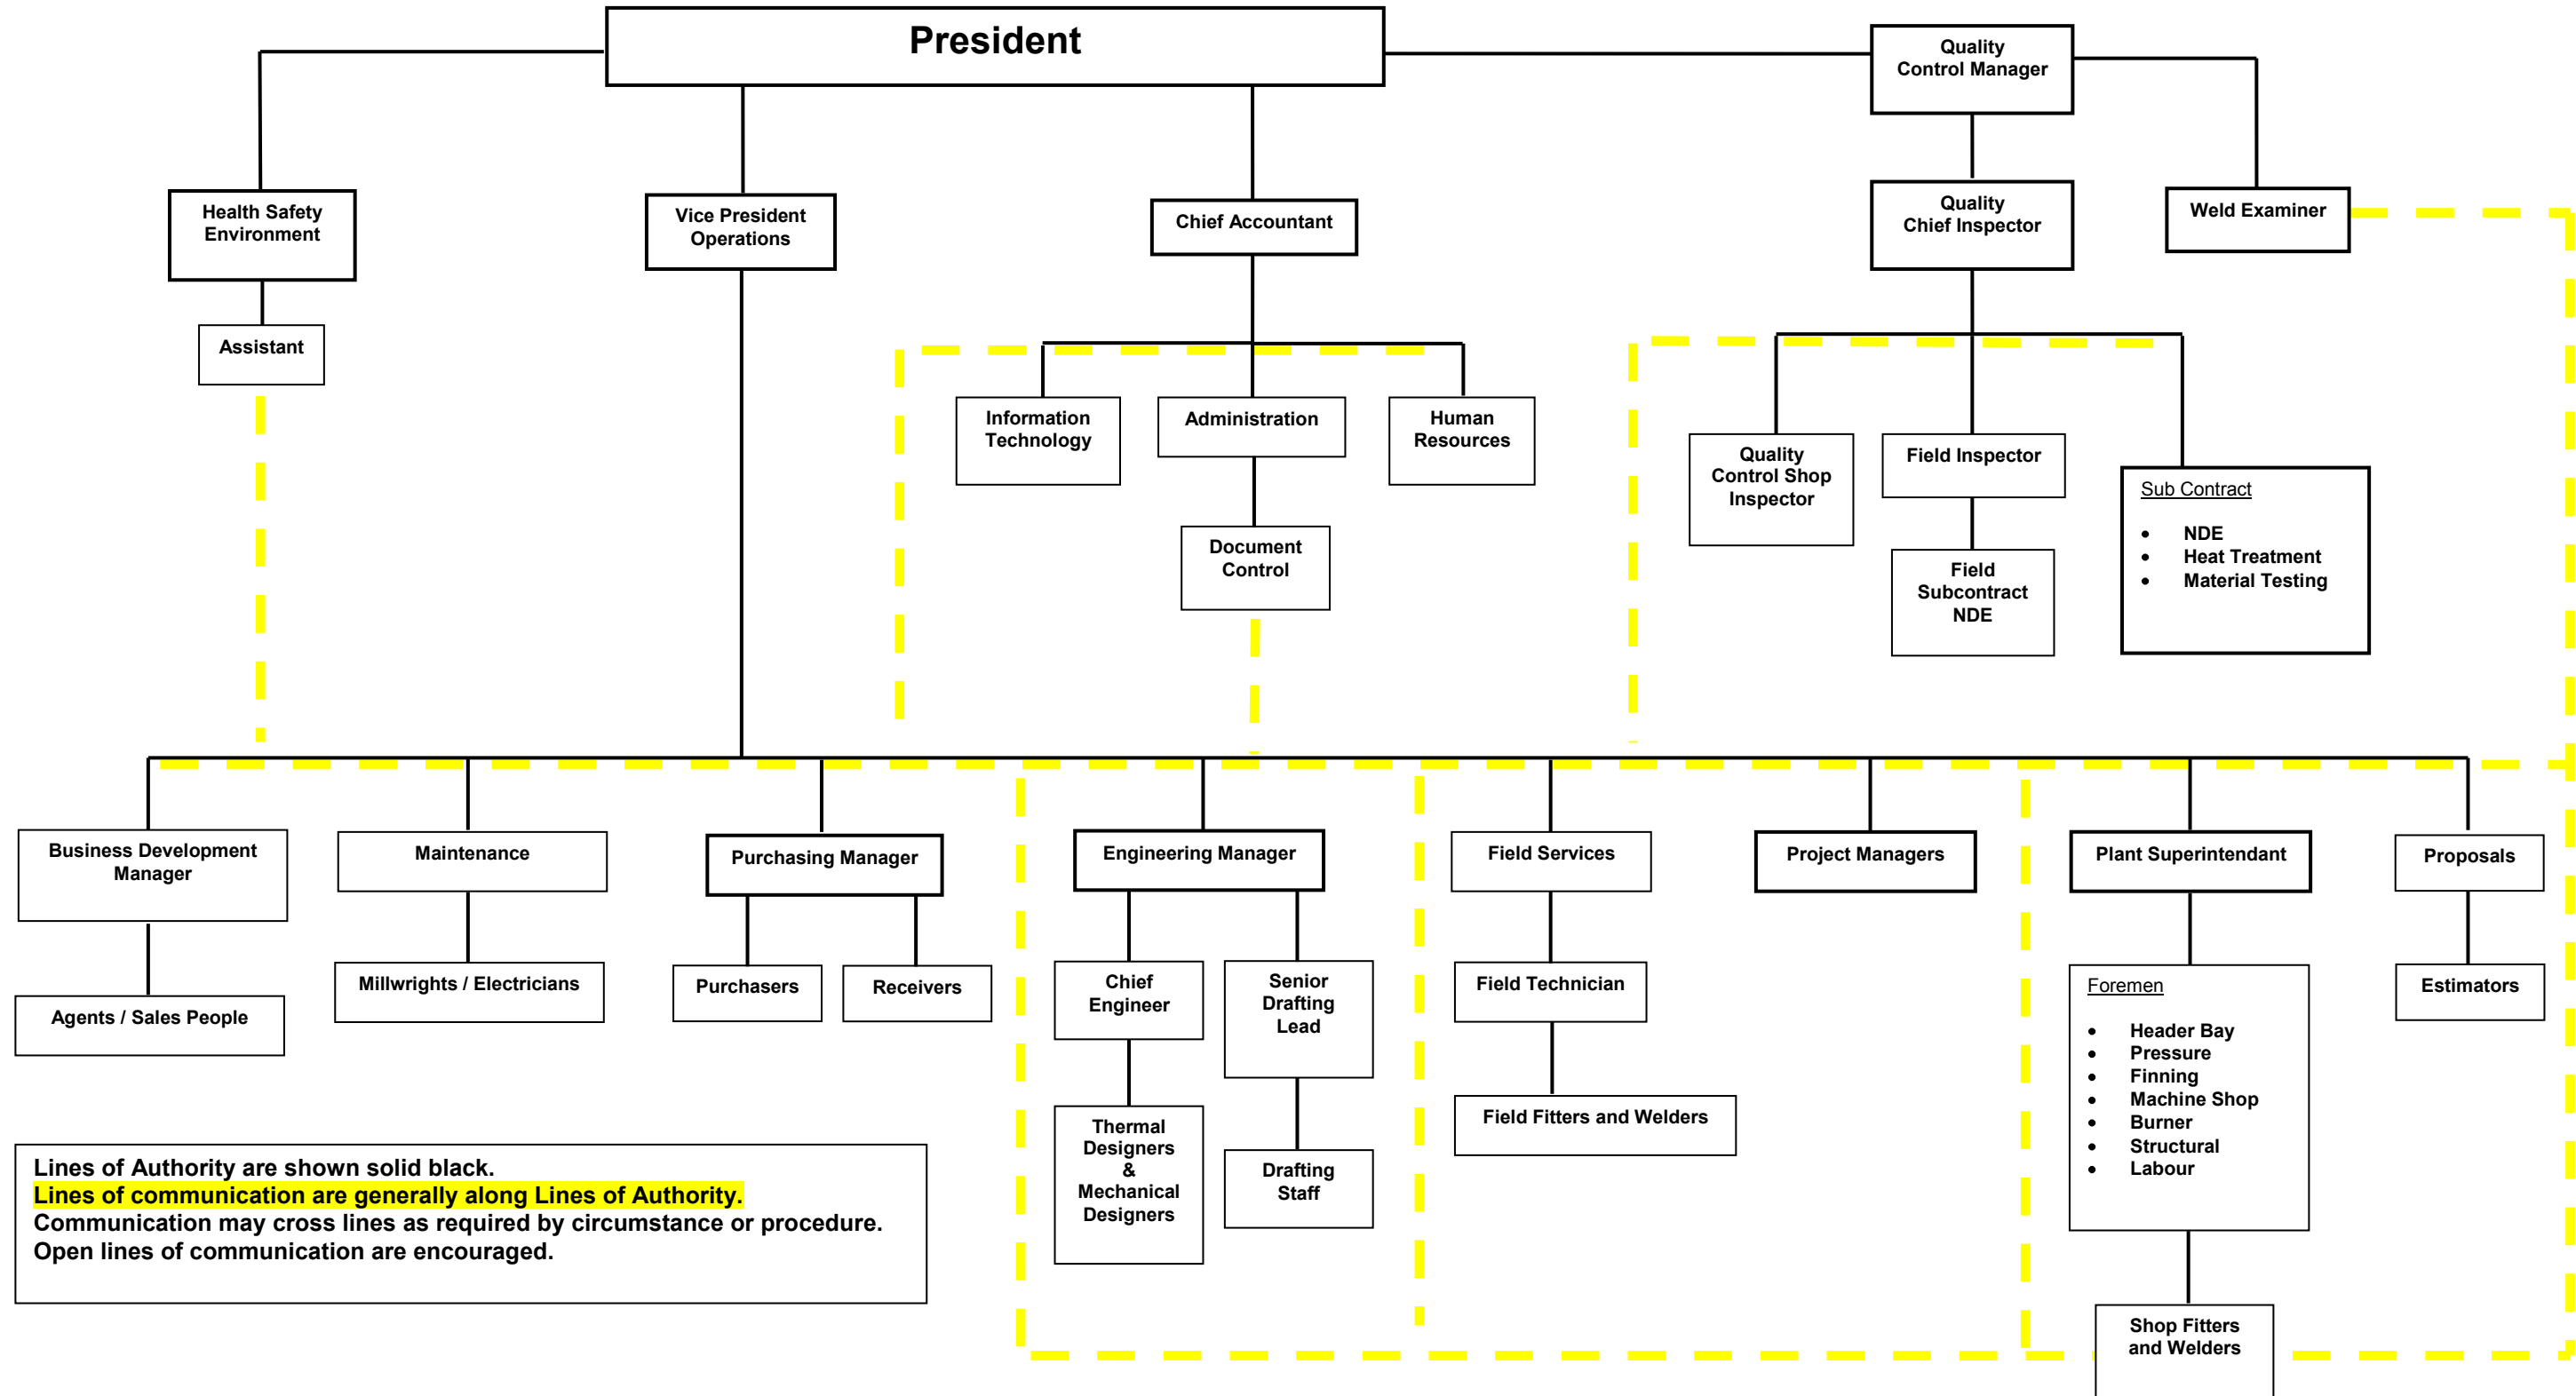 President
Quality
Control Manager
Health Safety
Environment
Vice President
Operations
Chief Accountant
Quality
Chief Inspector
Weld Examiner
Assistant
Information
Technology
Administration
Human
Resources
Quality
Control Shop
Inspector
Field Inspector
Sub Contract
• NDE
• Heat Treatment
• Material Testing
Document
Control
Field
Subcontract
NDE
Business Development
Manager
Maintenance
Purchasing Manager
Engineering Manager
Field Services
Project Managers
Plant Superintendant
Proposals
Agents / Sales People
Millwrights / Electricians
Purchasers
Receivers
Chief
Engineer
Senior
Drafting
Lead
Field Technician
Foremen
• Header Bay
• Pressure
• Finning
• Machine Shop
• Burner
• Structural
• Labour
Estimators
Thermal
Designers
&
Mechanical
Designers
Drafting
Staff
Field Fitters and Welders
Shop Fitters
and Welders
Lines of Authority are shown solid black.
Lines of communication are generally along Lines of Authority.
Communication may cross lines as required by circumstance or procedure.
Open lines of communication are encouraged.